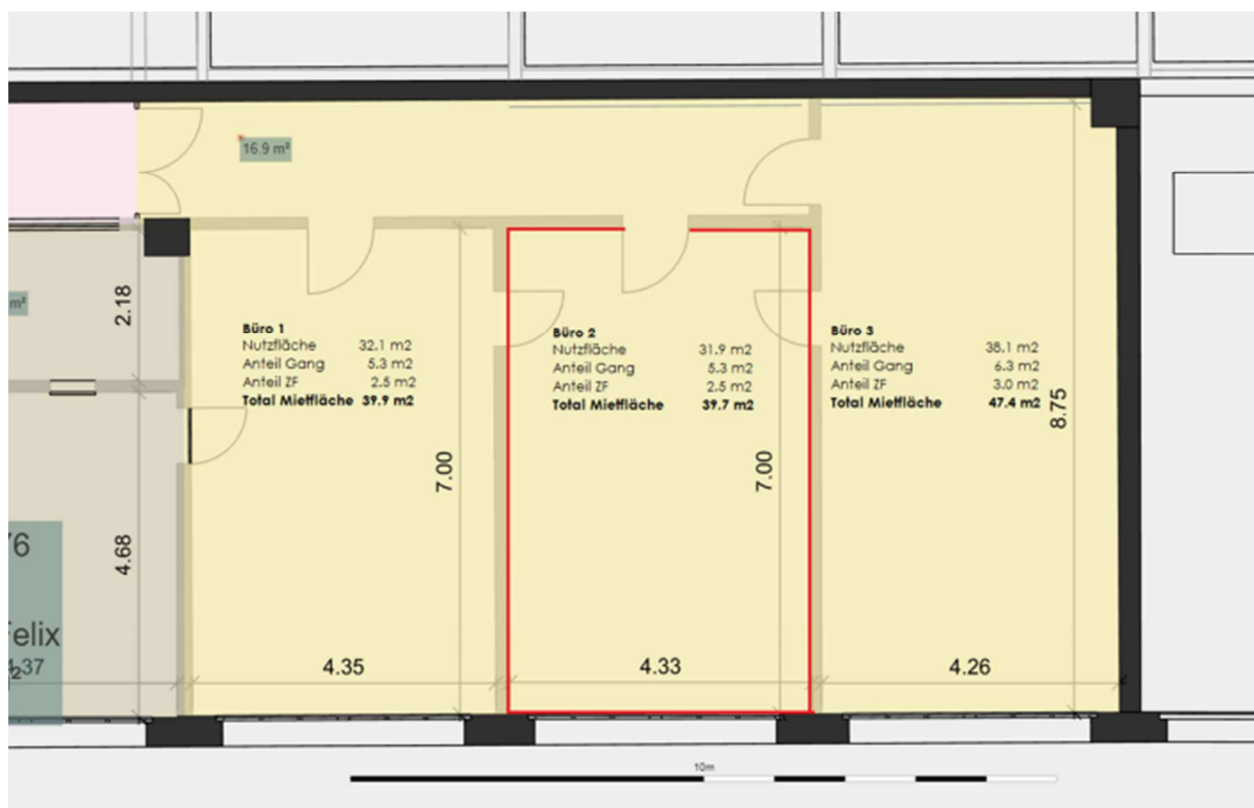 16.9 m²
2.18
m²
Büro 1
Nutzfläche 32.1 m2
Anteil Gang 5.3 m2
Anteil ZF 2.5 m2
Total Mietfläche 39.9 m2
Büro 2
Nutzfläche 31.9 m2
Anteil Gang 5.3 m2
Anteil ZF 2.5 m2
Total Mietfläche 39.7 m2
Büro 3
Nutzfläche 38.1 m2
Anteil Gang 6.3 m2
Anteil ZF 3.0 m2
Total Mietfläche 47.4 m2
8.75
7.00
7.00
4.68
76
Felix
4.35
4.33
4.26
10m